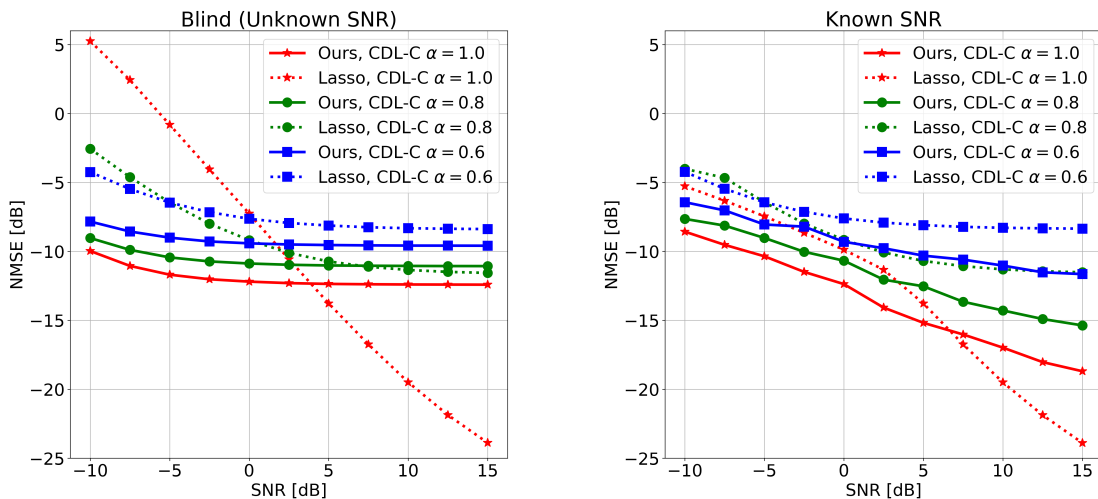 Blind (Unknown SNR)
5
0
−5
−10
−15
−20
−25
NMSE [dB]
Ours, CDL-C α = 1.0
Lasso, CDL-C α = 1.0
Ours, CDL-C α = 0.8
Lasso, CDL-C α = 0.8
Ours, CDL-C α = 0.6
Lasso, CDL-C α = 0.6
−10 −5 0 5 10 15
SNR [dB]
Known SNR
5
0
−5
−10
−15
−20
−25
NMSE [dB]
Ours, CDL-C α = 1.0
Lasso, CDL-C α = 1.0
Ours, CDL-C α = 0.8
Lasso, CDL-C α = 0.8
Ours, CDL-C α = 0.6
Lasso, CDL-C α = 0.6
−10 −5 0 5 10 15
SNR [dB]